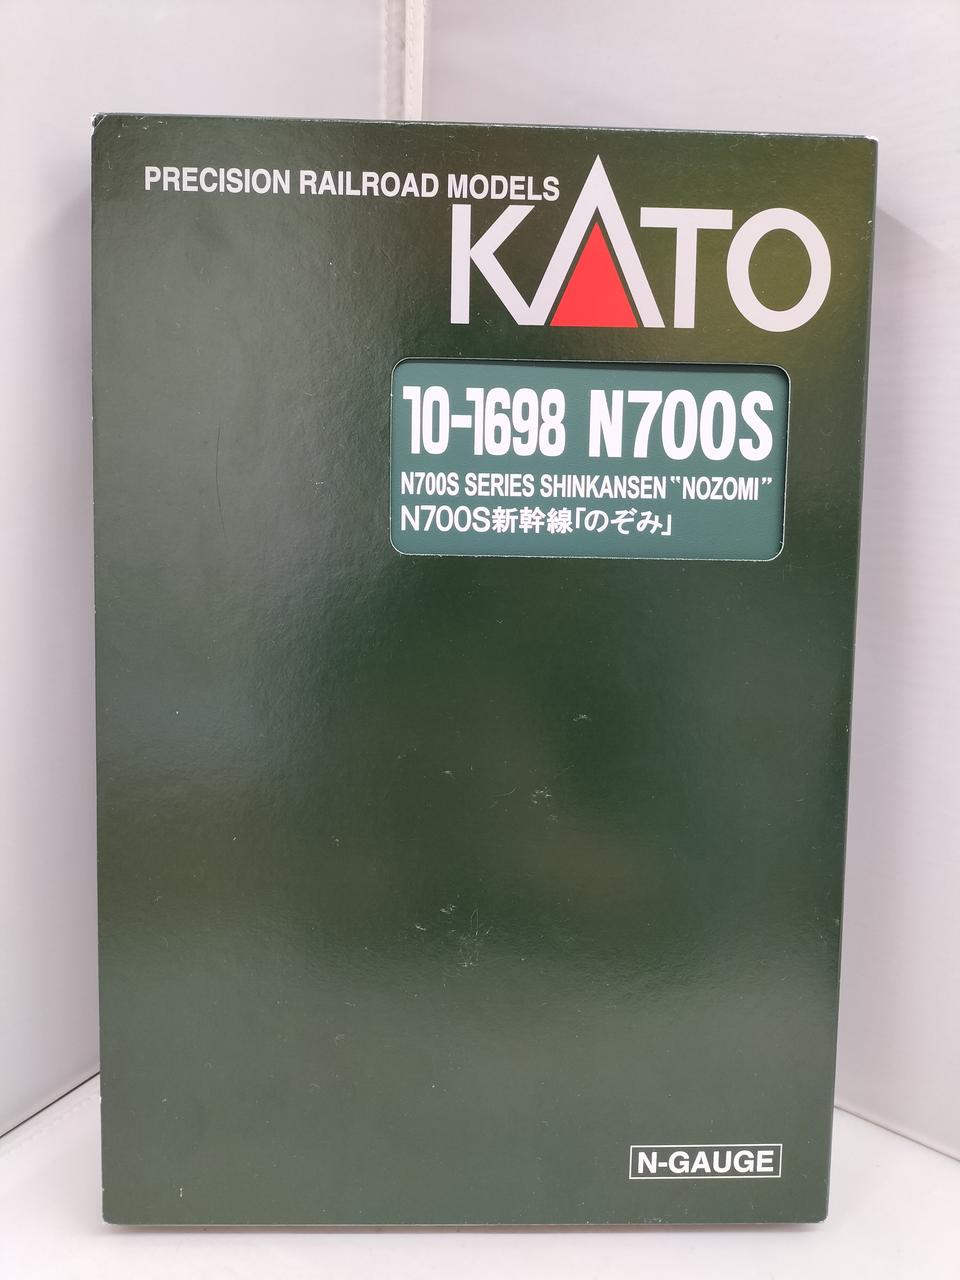 PRECISION RAILROAD MODELS
KATO
10-1698 N700S
N700S SERIES SHINKANSEN “NOZOMI”
N700S新幹線「のぞみ」
N-GAUGE